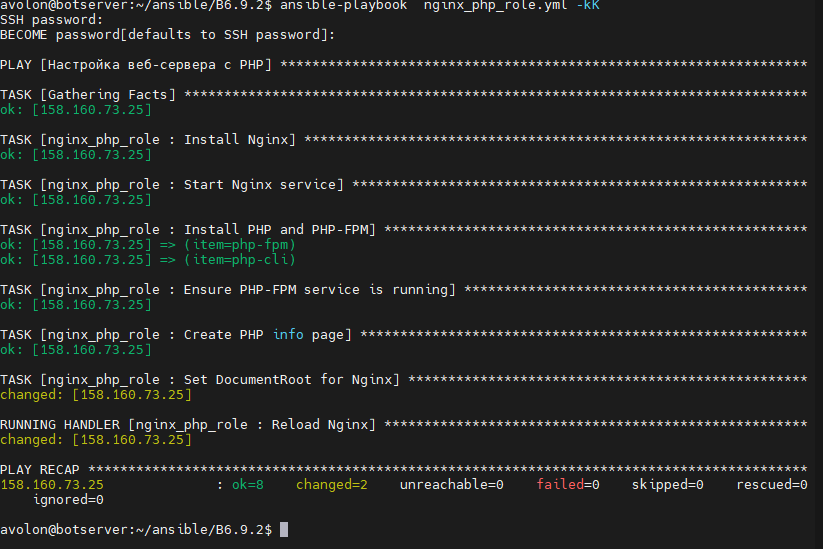 avolon@botserver:~/ansible/B6.9.2$ ansible-playbook  nginx_php_role.yml -kK
SSH password:
BECOME password[defaults to SSH password]:
PLAY [Настройка веб-сервера с PHP] ******************************************************************
TASK [Gathering Facts] ******************************************************************************
ok: [158.160.73.25]
TASK [nginx_php_role : Install Nginx] ***************************************************************
ok: [158.160.73.25]
TASK [nginx_php_role : Start Nginx service] *********************************************************
ok: [158.160.73.25]
TASK [nginx_php_role : Install PHP and PHP-FPM] *****************************************************
ok: [158.160.73.25] => (item=php-fpm)
ok: [158.160.73.25] => (item=php-cli)
TASK [nginx_php_role : Ensure PHP-FPM service is running] *******************************************
ok: [158.160.73.25]
TASK [nginx_php_role : Create PHP info page] ********************************************************
ok: [158.160.73.25]
TASK [nginx_php_role : Set DocumentRoot for Nginx] **************************************************
changed: [158.160.73.25]
RUNNING HANDLER [nginx_php_role : Reload Nginx] *****************************************************
changed: [158.160.73.25]
PLAY RECAP ******************************************************************************************
158.160.73.25              : ok=8    changed=2    unreachable=0    failed=0    skipped=0    rescued=0
    ignored=0
avolon@botserver:~/ansible/B6.9.2$